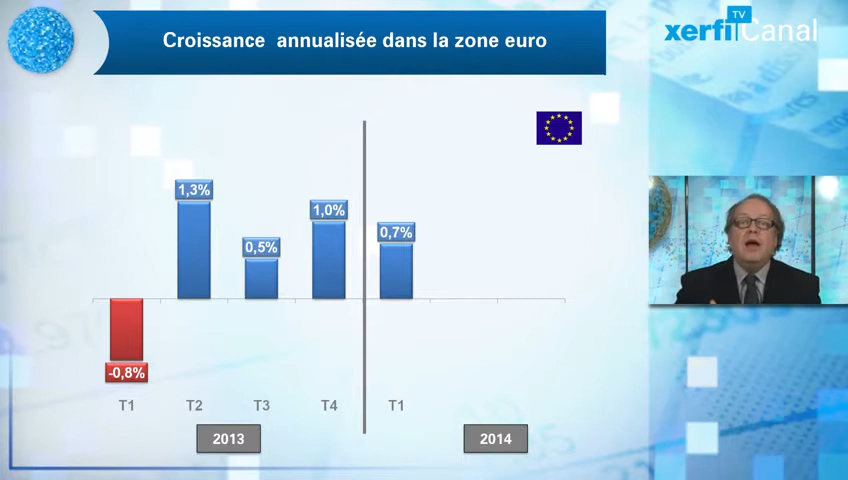 Croissance annualisée dans la zone euro
xerfi TV Canal
1,3%
1,0%
0,7%
0,5%
-0,8%
T1 T2 T3 T4 T1
2013 2014